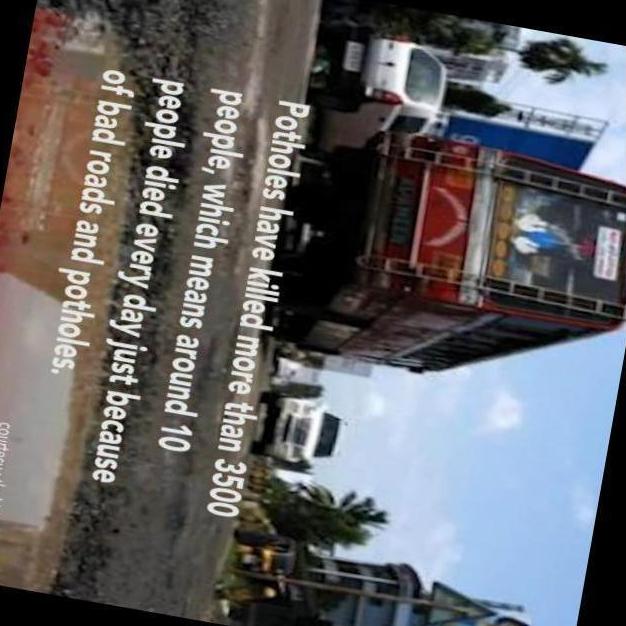 Potholes have killed more than 3500
people, which means around 10
people died every day just because
of bad roads and potholes.